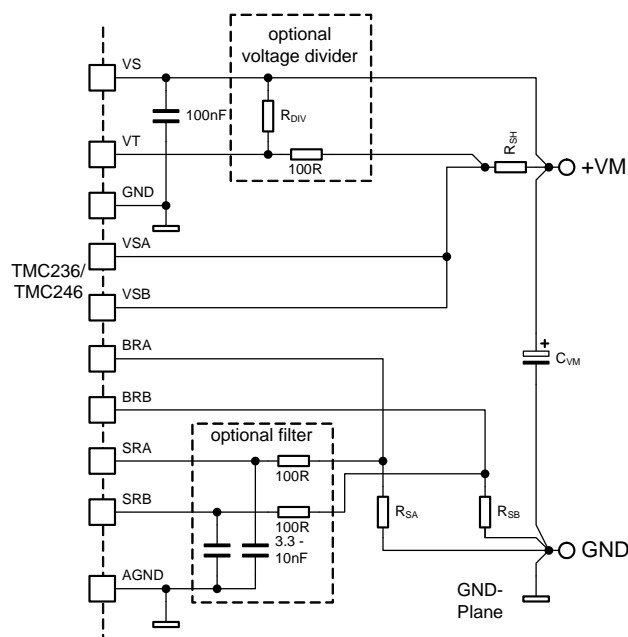 optional
voltage divider
VS
100nF
R_DIV
VT
100R
R_SH
+VM
GND
VSA
TMC236/
TMC246
VSB
BRA
C_VM
+
BRB
optional filter
SRA
100R
SRB
100R
R_SA
R_SB
3.3 -
10nF
GND
AGND
GND-
Plane